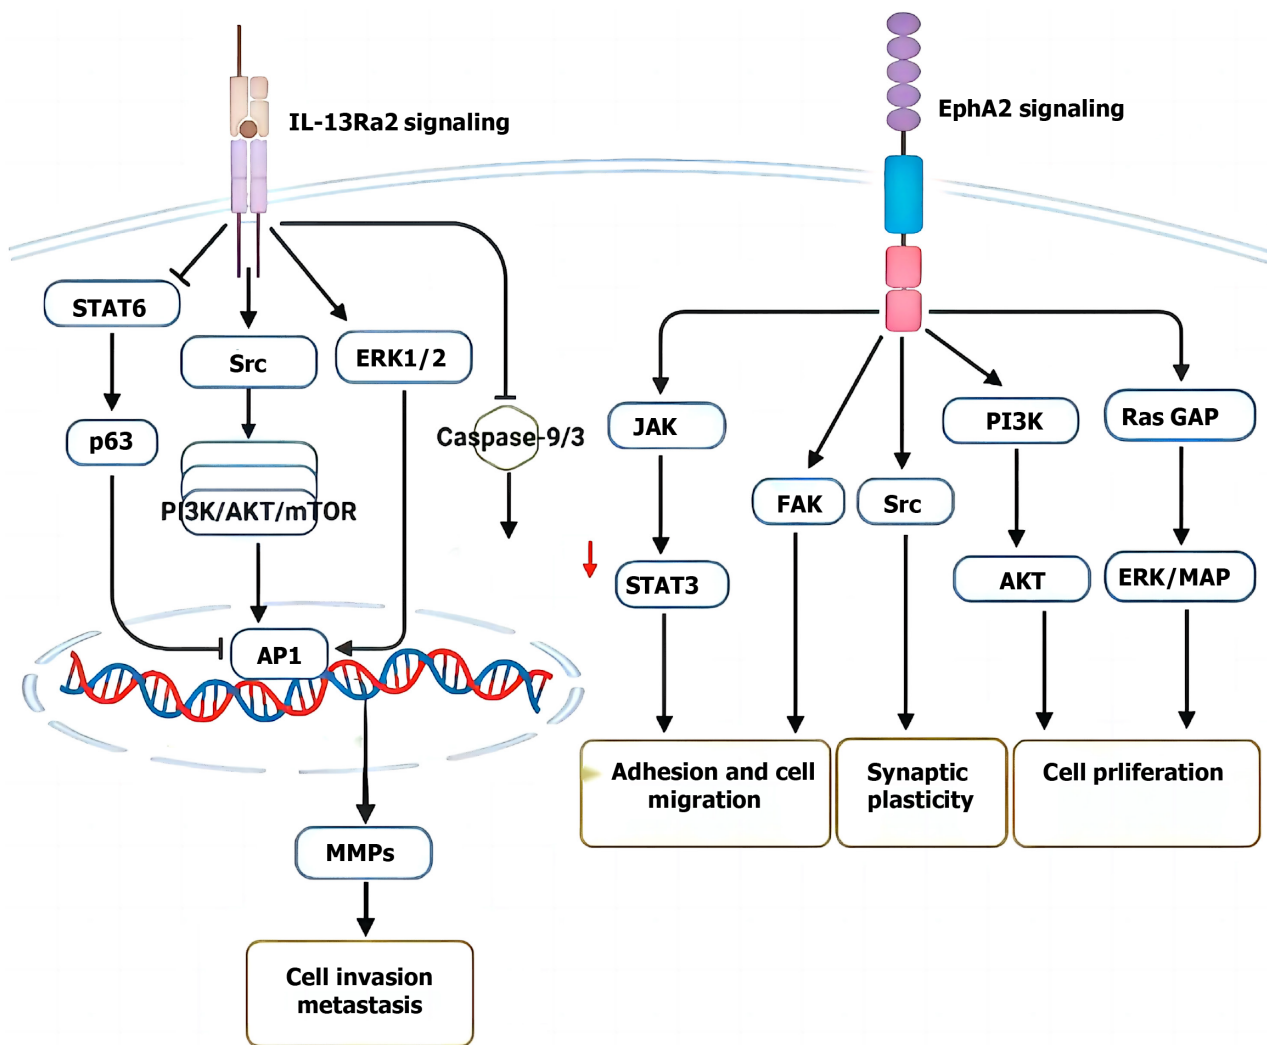 IL-13Ra2 signaling
EphA2 signaling
STAT6
Src
ERK1/2
p63
Caspase-9/3
PI3K/AKT/mTOR
AP1
MMPs
Cell invasion
metastasis
JAK
PI3K
Ras GAP
FAK
Src
STAT3
AKT
ERK/MAP
Adhesion and cell
migration
Synaptic
plasticity
Cell prliferation